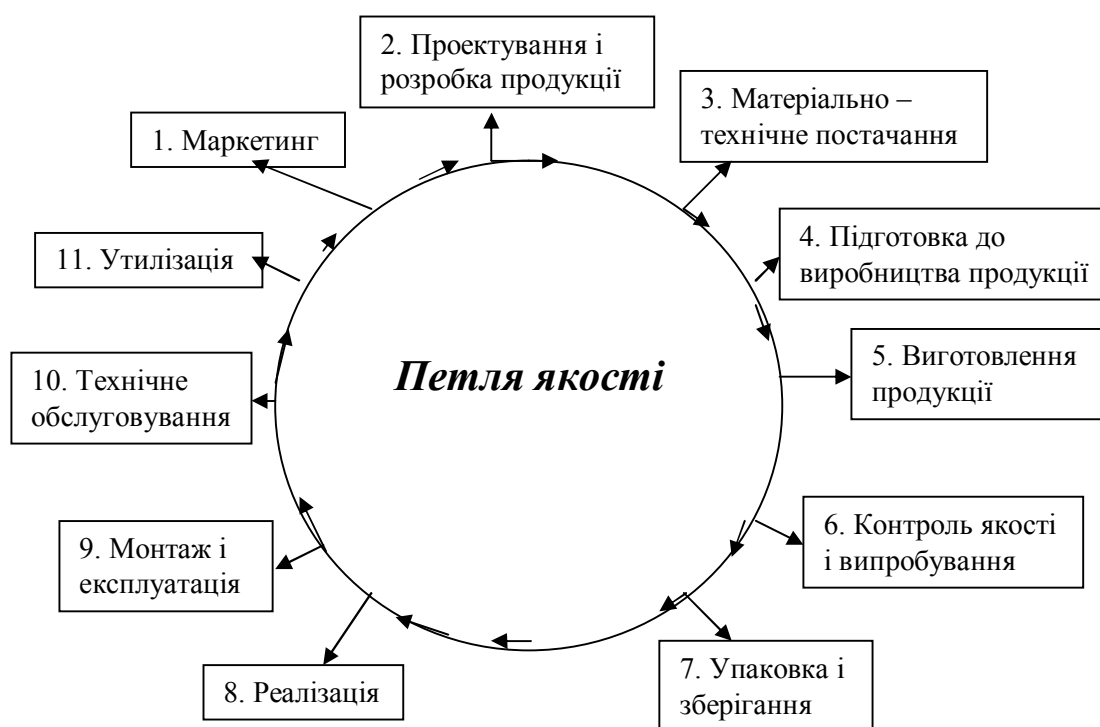 2. Проектування і
розробка продукції
3. Матеріально –
технічне постачання
1. Маркетинг
4. Підготовка до
виробництва продукції
11. Утилізація
Петля якості
5. Виготовлення
продукції
10. Технічне
обслуговування
6. Контроль якості
і випробування
9. Монтаж і
експлуатація
7. Упаковка і
зберігання
8. Реалізація